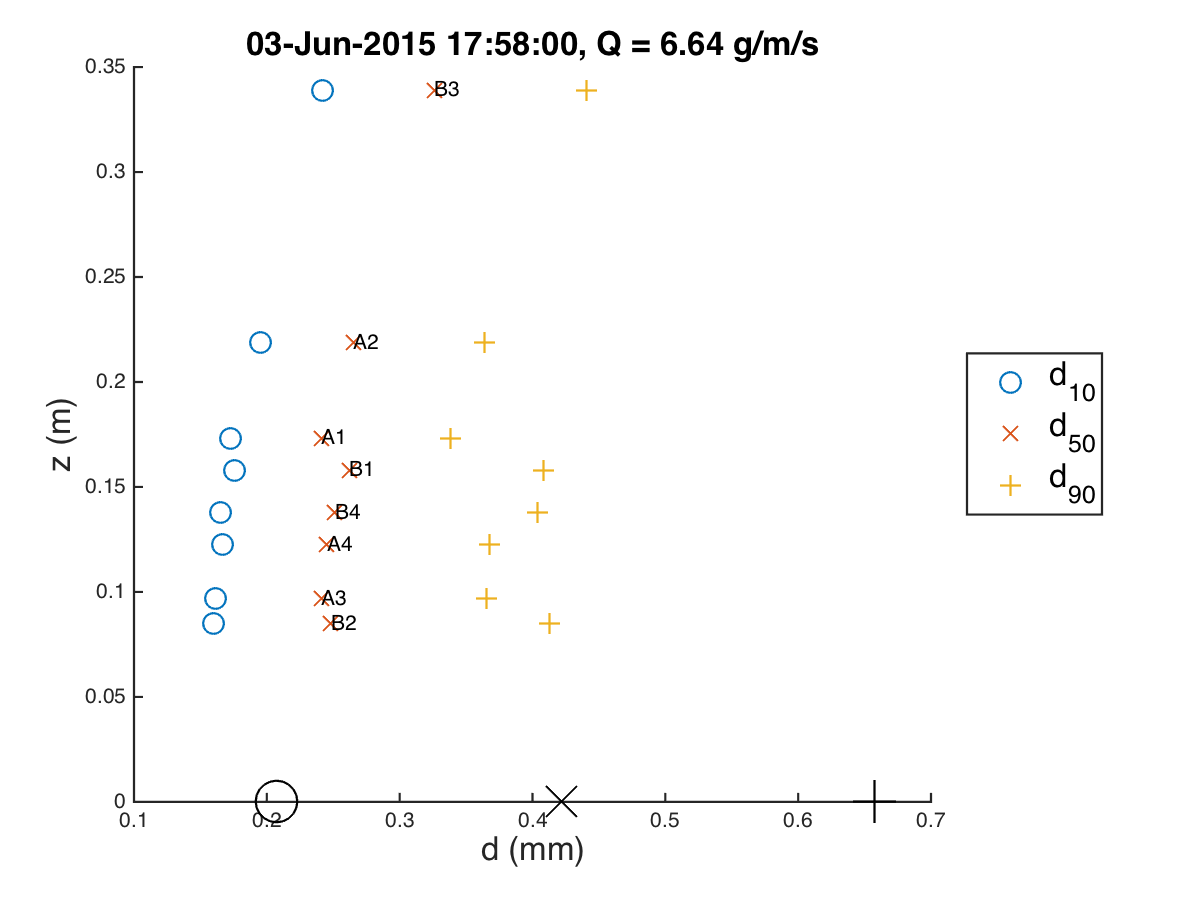 03-Jun-2015 17:58:00, Q = 6.64 g/m/s
0.35
B3
0.3
0.25
A2
0.2
A1
B1
0.15
B4
A4
0.1
A3
B2
0.05
0
z (m)
0.1 0.2 0.3 0.4 0.5 0.6 0.7
d (mm)
d10
d50
d90